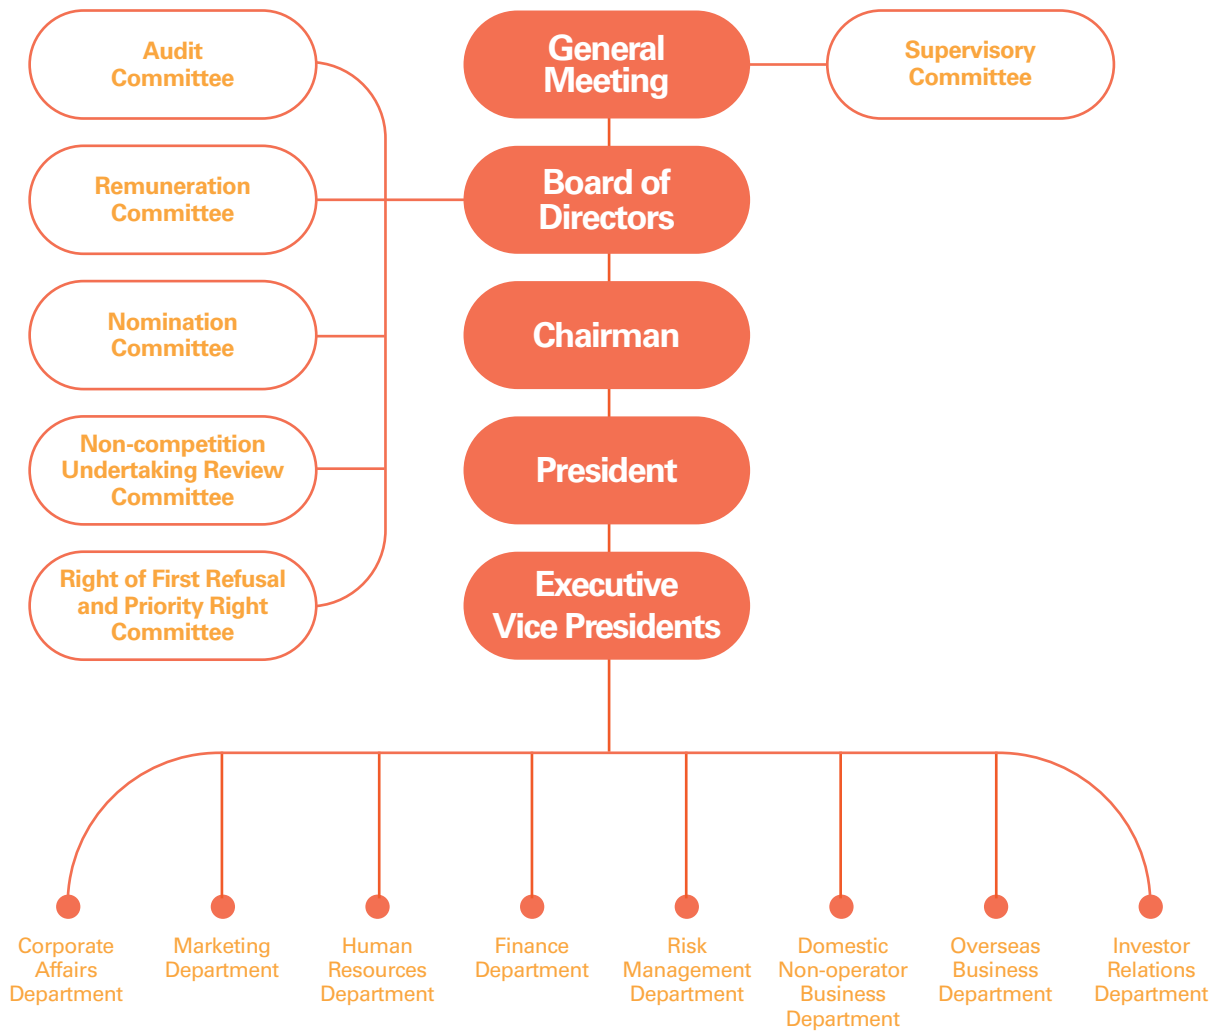 Audit
Committee
General
Meeting
Supervisory
Committee
Remuneration
Committee
Board of
Directors
Nomination
Committee
Chairman
Non-competition
Undertaking Review
Committee
President
Right of First Refusal
and Priority Right
Committee
Executive
Vice Presidents
Corporate
Affairs
Department
Marketing
Department
Human
Resources
Department
Finance
Department
Risk
Management
Department
Domestic
Non-operator
Business
Department
Overseas
Business
Department
Investor
Relations
Department